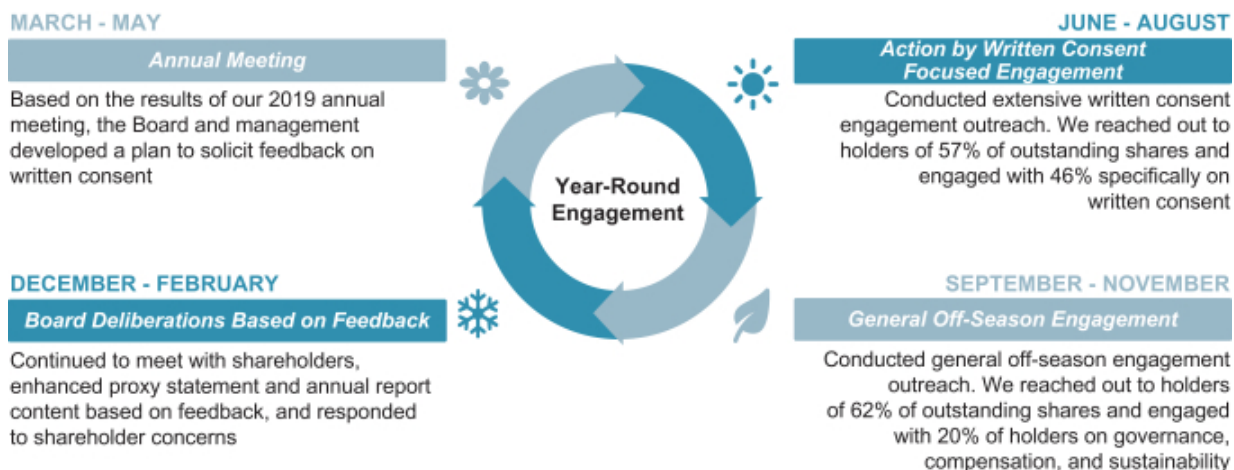 MARCH - MAY
Annual Meeting
Based on the results of our 2019 annual
meeting, the Board and management
developed a plan to solicit feedback on
written consent
JUNE - AUGUST
Action by Written Consent
Focused Engagement
Conducted extensive written consent
engagement outreach. We reached out to
holders of 57% of outstanding shares and
engaged with 46% specifically on
written consent
Year-Round
Engagement
DECEMBER - FEBRUARY
Board Deliberations Based on Feedback
Continued to meet with shareholders,
enhanced proxy statement and annual report
content based on feedback, and responded
to shareholder concerns
SEPTEMBER - NOVEMBER
General Off-Season Engagement
Conducted general off-season engagement
outreach. We reached out to holders
of 62% of outstanding shares and engaged
with 20% of holders on governance,
compensation, and sustainability